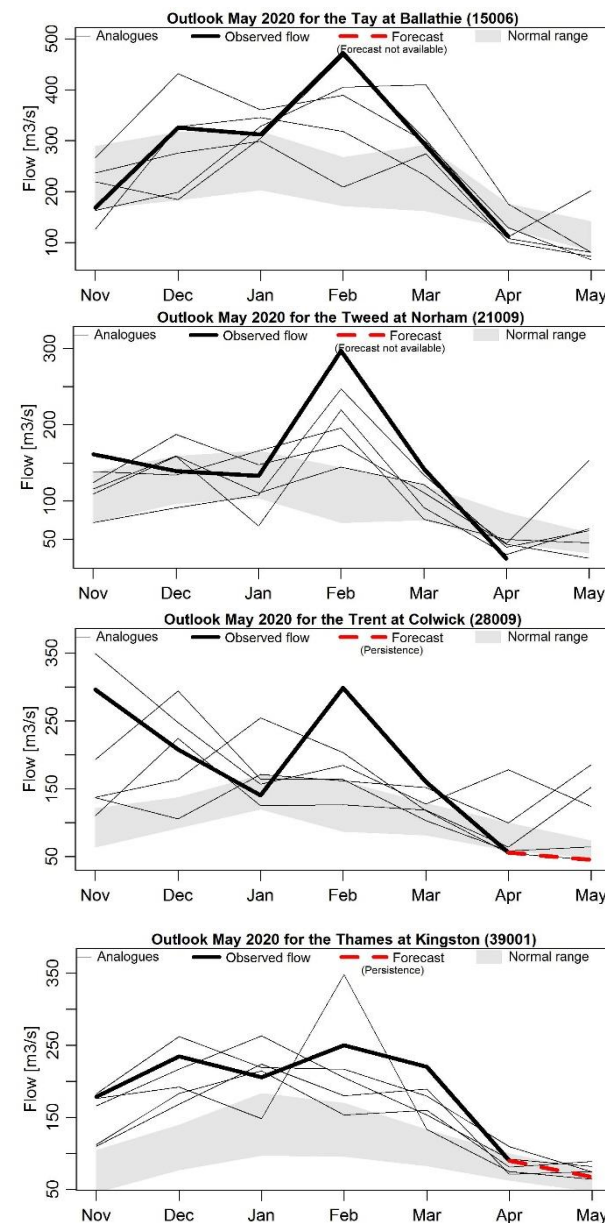 Outlook May 2020 for the Tay at Ballathie (15006)
Analogues Observed flow Forecast Normal range
(Forecast not available)
Flow [m3/s]
500
400
300
200
100
Nov Dec Jan Feb Mar Apr May
Outlook May 2020 for the Tweed at Norham (21009)
Analogues Observed flow Forecast Normal range
(Forecast not available)
Flow [m3/s]
300
200
100
50
Nov Dec Jan Feb Mar Apr May
Outlook May 2020 for the Trent at Colwick (28009)
Analogues Observed flow Forecast Normal range
(Persistence)
Flow [m3/s]
350
250
150
50
Nov Dec Jan Feb Mar Apr May
Outlook May 2020 for the Thames at Kingston (39001)
Analogues Observed flow Forecast Normal range
(Persistence)
Flow [m3/s]
350
250
150
50
Nov Dec Jan Feb Mar Apr May